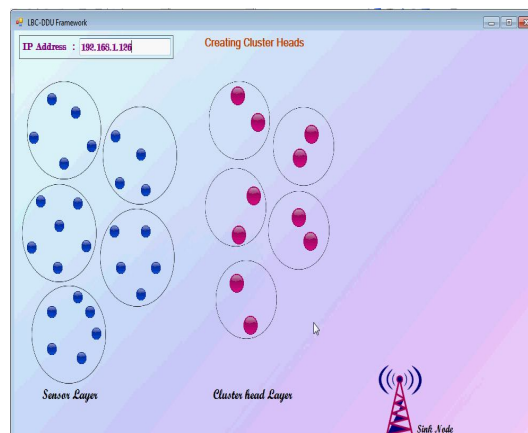 LBC-DDU Framework
IP Address : 192.168.1.126
Creating Cluster Heads
Sensor Layer
Cluster head Layer
Sink Node